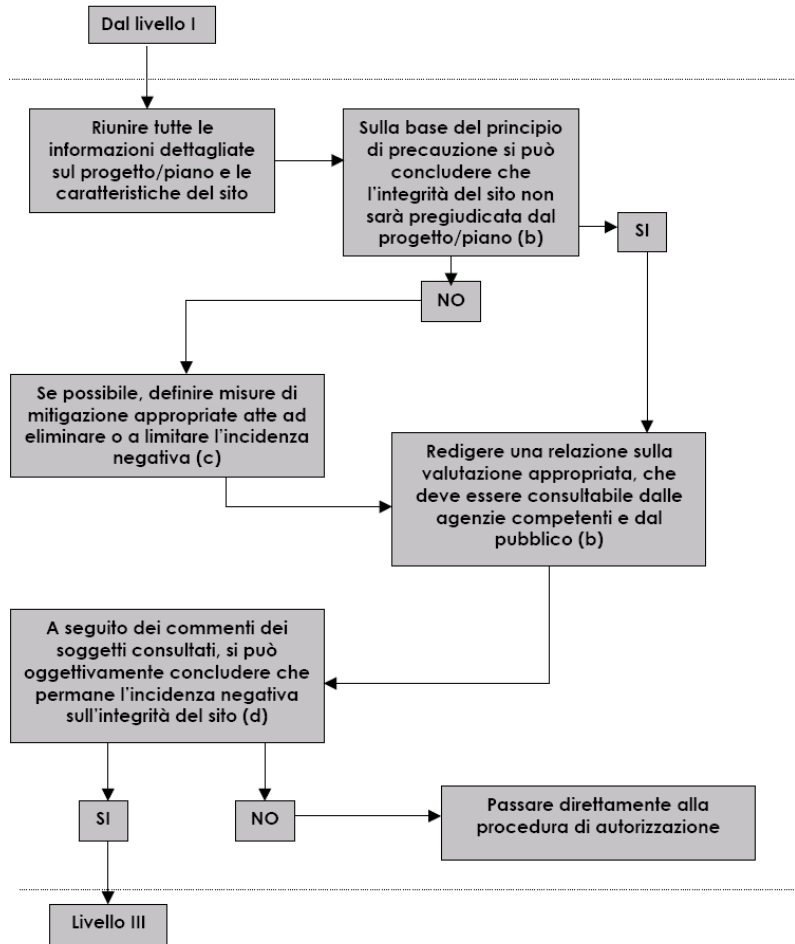 Dal livello I
Riunire tutte le
informazioni dettagliate
sul progetto/piano e le
caratteristiche del sito
Sulla base del principio
di precauzione si può
concludere che
l'integrità del sito non
sarà pregiudicata dal
progetto/piano (b)
SI
NO
Se possibile, definire misure di
mitigazione appropriate atte ad
eliminare o a limitare l'incidenza
negativa (c)
Redigere una relazione sulla
valutazione appropriata, che
deve essere consultabile dalle
agenzie competenti e dal
pubblico (b)
A seguito dei commenti dei
soggetti consultati, si può
oggettivamente concludere che
permane l'incidenza negativa
sull'integrità del sito (d)
SI
NO
Passare direttamente alla
procedura di autorizzazione
Livello III